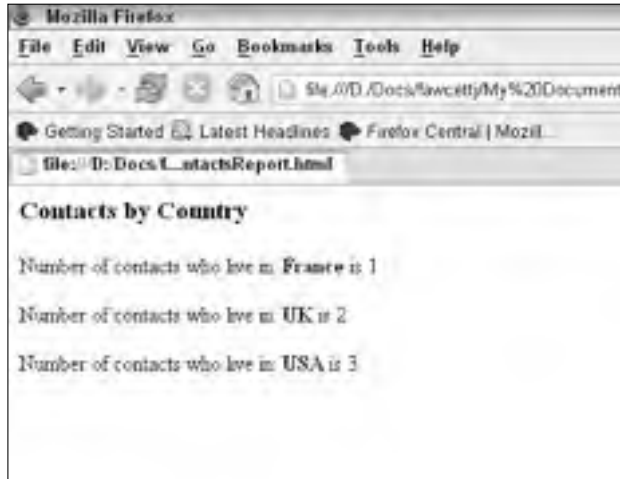 Mozilla Firefox
File Edit View Go Bookmarks Tools Help
file:///D:/Docs/fawcettj/My%20Document
Getting Started Latest Headlines Firefox Central | Mozill...
file:///D:/Docs/f...ntactsReport.html
Contacts by Country
Number of contacts who live in France is 1
Number of contacts who live in UK is 2
Number of contacts who live in USA is 3